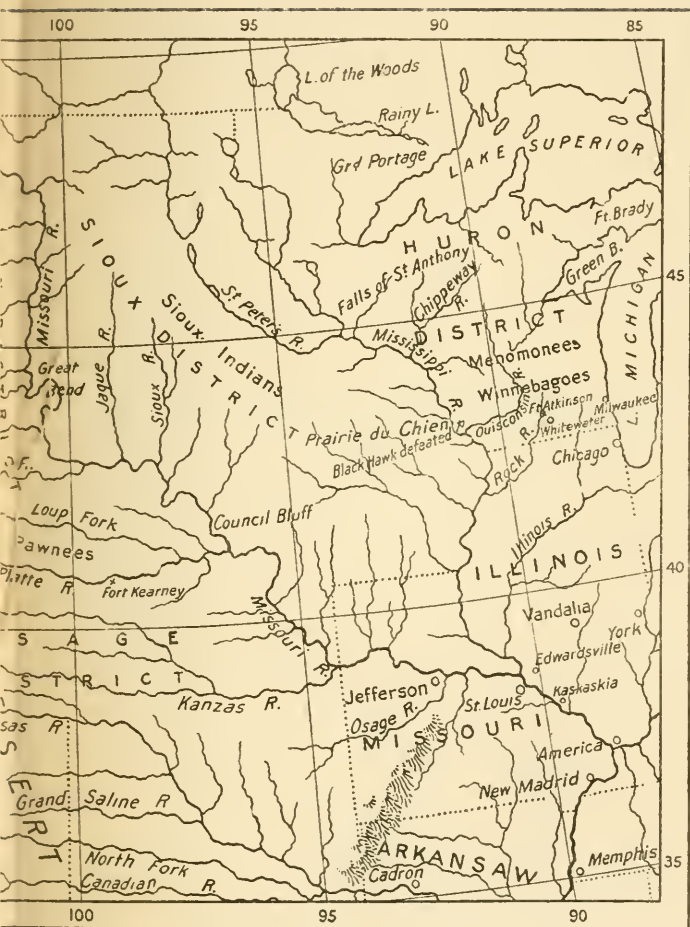 100 95 90 85
L. of the Woods
Rainy L.
Grd Portage
LAKE SUPERIOR
Ft. Brady
HURON
Green B.
MICHIGAN
45
Missouri R.
SIOUX
Falls of St Anthony
Chippeway R.
St Peters R.
Sioux Indians
DISTRICT
DISTRICT
Mississippi R.
Menomonees
Winnebagoes
Great Bend
Jaque R.
Sioux R.
Ouisconsin R.
Ft Atkinson
Milwaukee
Prairie du Chien
Whitewater
Black Hawk defeated
L.
Rock R.
Chicago
F.
Loup Fork
Council Bluff
Illinois R.
Pawnees
ILLINOIS
40
Platte R.
Fort Kearney
Missouri R.
Vandalia
York
SAGE
Edwardsville
STRICT
Kaskaskia
Kanzas R.
Jefferson
St. Louis
Osage R.
MISSOURI
sas R
America
New Madrid
SERT
Grand Saline R
ARKANSAW
North Fork
Canadian R.
Cadron
Memphis
35
100 95 90